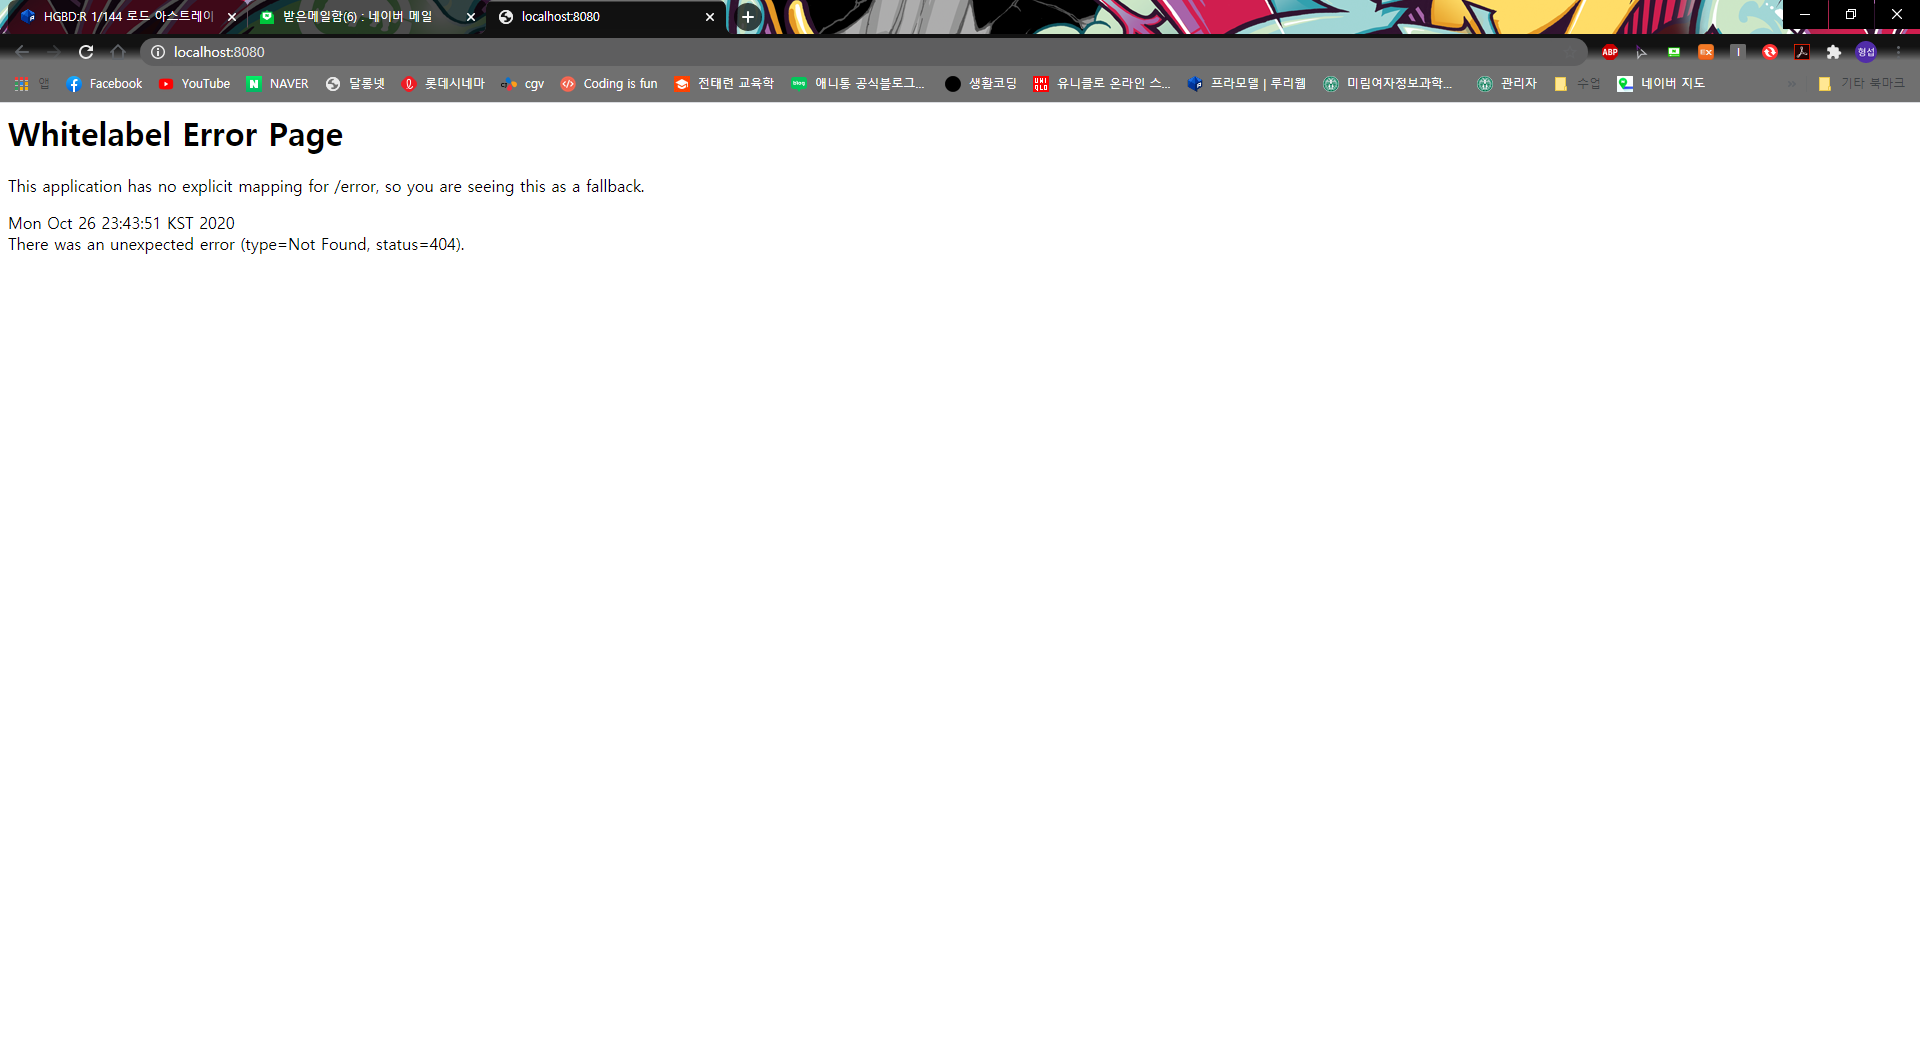 HGBD:R 1/144 로드 아스트레이
받은메일함(6) : 네이버 메일
localhost:8080
localhost:8080
ABP
형섭
앱
Facebook
YouTube
NAVER
달롱넷
롯데시네마
cgv
Coding is fun
전태련 교육학
애니통 공식블로그...
생활코딩
유니클로 온라인 스...
프라모델 | 루리웹
미림여자정보과학...
관리자
수업
네이버 지도
기타 북마크
Whitelabel Error Page
This application has no explicit mapping for /error, so you are seeing this as a fallback.
Mon Oct 26 23:43:51 KST 2020
There was an unexpected error (type=Not Found, status=404).